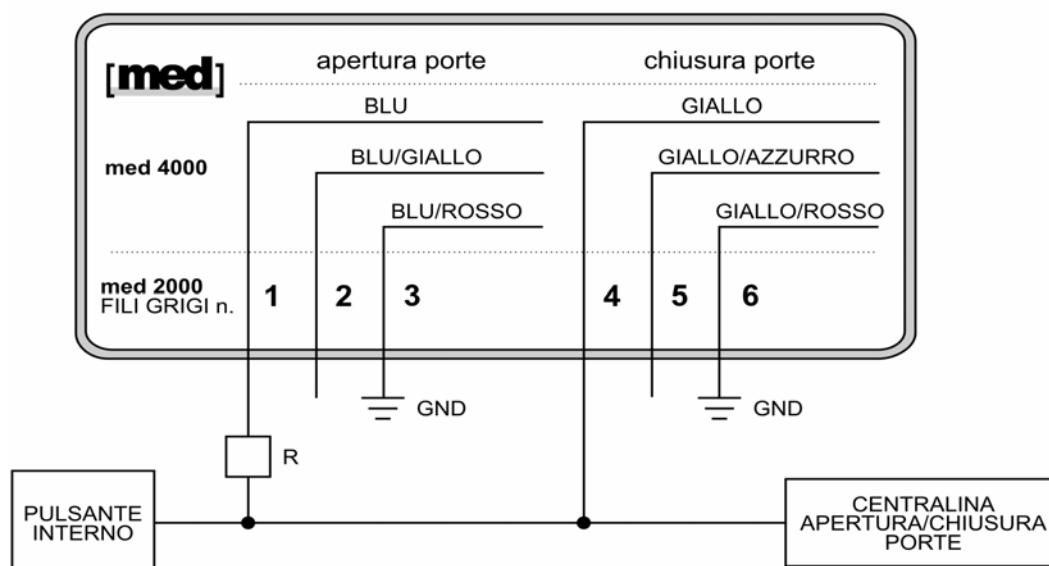 [med]
apertura porte
chiusura porte
BLU
GIALLO
med 4000
BLU/GIALLO
GIALLO/AZZURRO
BLU/ROSSO
GIALLO/ROSSO
med 2000
FILI GRIGI n.
1 2 3 4 5 6
GND
GND
R
PULSANTE
INTERNO
CENTRALINA
APERTURA/CHIUSURA
PORTE